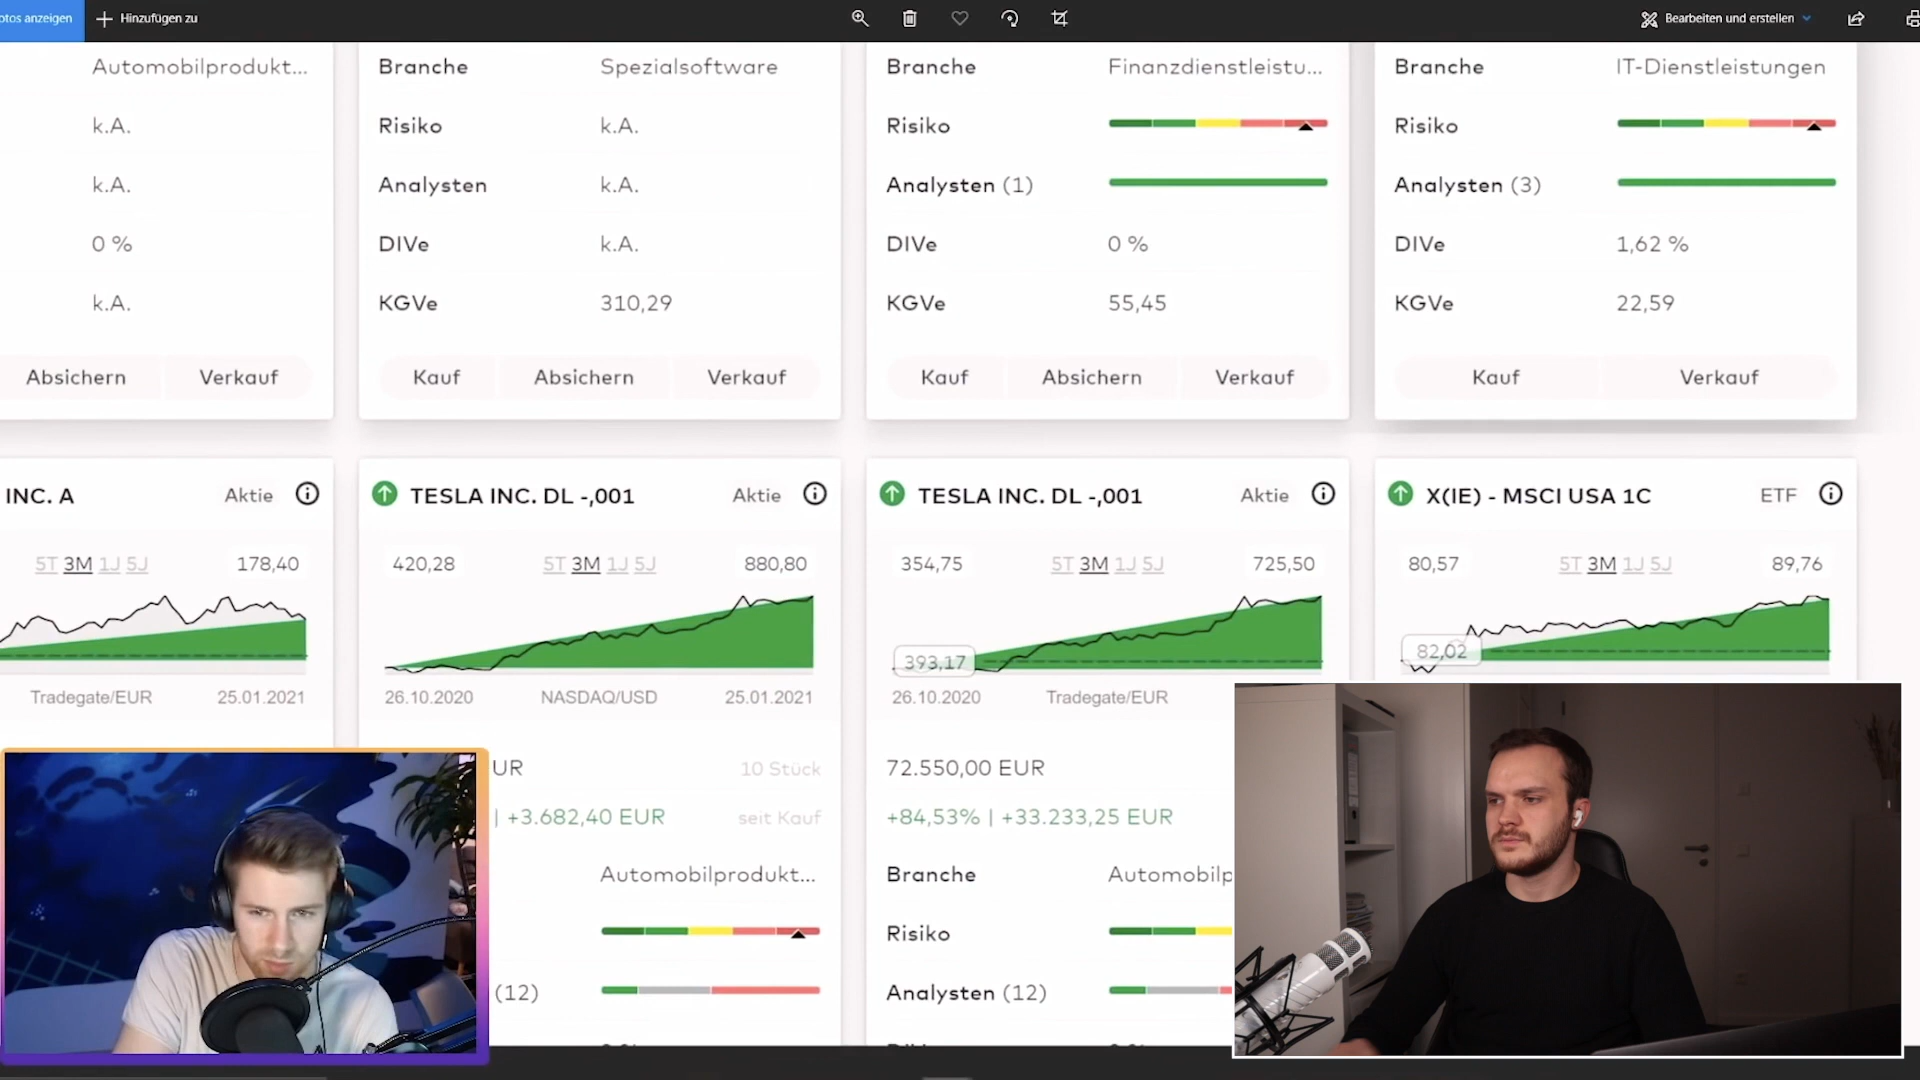 otos anzeigen
Hinzufügen zu
Bearbeiten und erstellen
Automobilprodukt...
k.A.
k.A.
0 %
k.A.
Absichern Verkauf
Branche Spezialsoftware
Risiko k.A.
Analysten k.A.
DIVe k.A.
KGVe 310,29
Kauf Absichern Verkauf
Branche Finanzdienstleistu...
Risiko
Analysten (1)
DIVe 0 %
KGVe 55,45
Kauf Absichern Verkauf
Branche IT-Dienstleistungen
Risiko
Analysten (3)
DIVe 1,62 %
KGVe 22,59
Kauf Verkauf
INC. A Aktie
5T 3M 1J 5J 178,40
Tradegate/EUR 25.01.2021
TESLA INC. DL -,001 Aktie
420,28 5T 3M 1J 5J 880,80
26.10.2020 NASDAQ/USD 25.01.2021
UR 10 Stück
| +3.682,40 EUR seit Kauf
Automobilprodukt...
(12)
TESLA INC. DL -,001 Aktie
354,75 5T 3M 1J 5J 725,50
393,17
26.10.2020 Tradegate/EUR
72.550,00 EUR
+84,53% | +33.233,25 EUR
Branche Automobilp
Risiko
Analysten (12)
X(IE) - MSCI USA 1C ETF
80,57 5T 3M 1J 5J 89,76
82,02